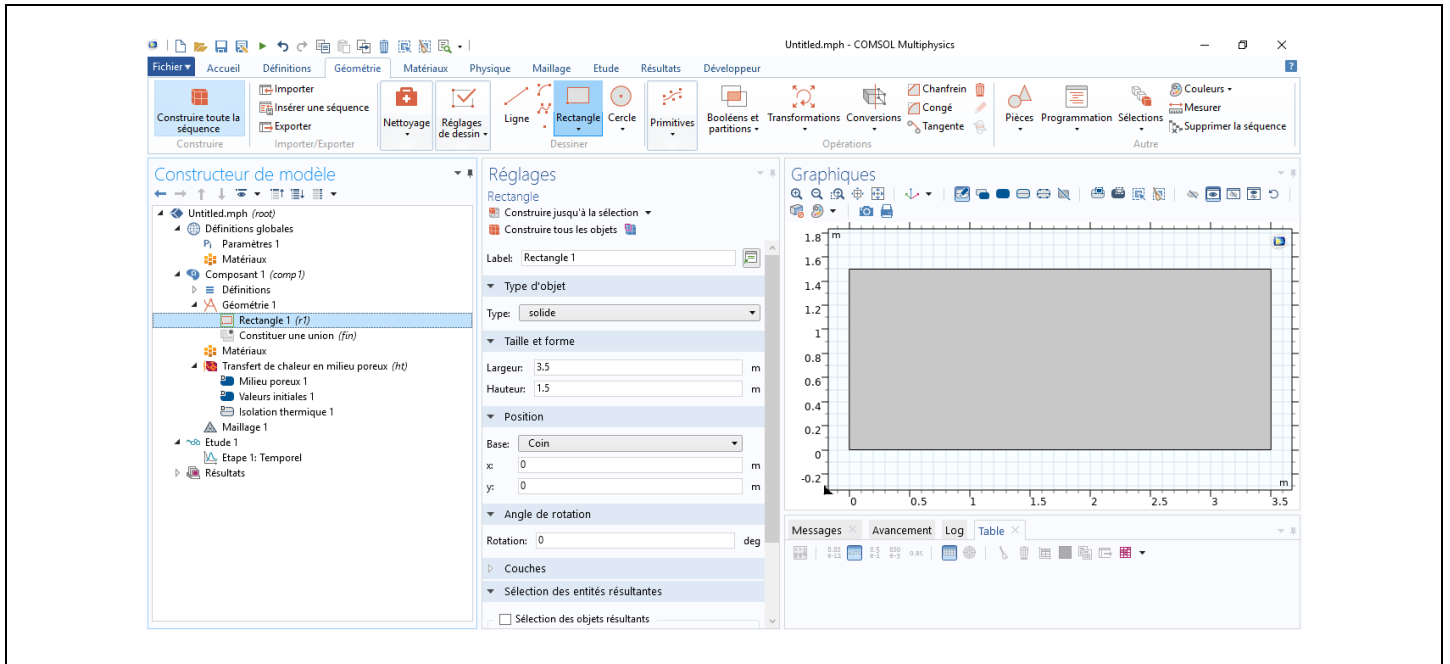 Untitled.mph - COMSOL Multiphysics
Fichier Accueil Définitions Géométrie Matériaux Physique Maillage Etude Résultats Développeur ?
Construire toute la séquence
Construire
Importer
Insérer une séquence
Exporter
Importer/Exporter
Nettoyage
Réglages de dessin
Ligne Rectangle Cercle
Dessiner
Primitives
Booléens et partitions
Transformations Conversions
Chanfrein
Congé
Tangente
Opérations
Pièces Programmation Sélections
Couleurs
Mesurer
Supprimer la séquence
Autre
Constructeur de modèle
Untitled.mph (root)
Définitions globales
Pi Paramètres 1
Matériaux
Composant 1 (comp1)
Définitions
Géométrie 1
Rectangle 1 (r1)
Constituer une union (fin)
Matériaux
Transfert de chaleur en milieu poreux (ht)
Milieu poreux 1
Valeurs initiales 1
Isolation thermique 1
Maillage 1
Etude 1
Etape 1: Temporel
Résultats
Réglages
Rectangle
Construire jusqu'à la sélection
Construire tous les objets
Label: Rectangle 1
Type d'objet
Type: solide
Taille et forme
Largeur: 3.5 m
Hauteur: 1.5 m
Position
Base: Coin
x: 0 m
y: 0 m
Angle de rotation
Rotation: 0 deg
Couches
Sélection des entités résultantes
Sélection des objets résultants
Graphiques
m
1.8
1.6
1.4
1.2
1
0.8
0.6
0.4
0.2
0
-0.2
m
0 0.5 1 1.5 2 2.5 3 3.5
Messages Avancement Log Table
8.85